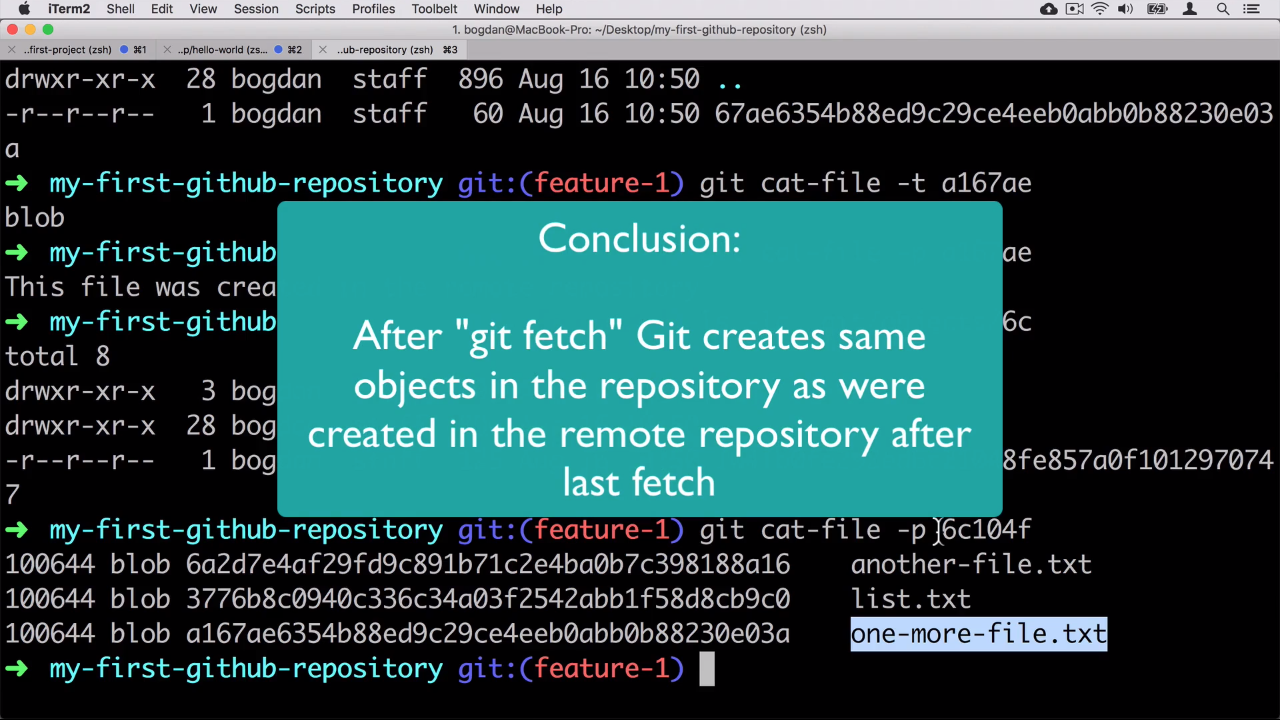 iTerm2 Shell Edit View Session Scripts Profiles Toolbelt Window Help
1. bogdan@MacBook-Pro: ~/Desktop/my-first-github-repository (zsh)
..first-project (zsh) ⌘1 ..p/hello-world (zs... ⌘2 ..ub-repository (zsh) ⌘3
drwxr-xr-x 28 bogdan staff 896 Aug 16 10:50 ..
-r--r--r-- 1 bogdan staff 60 Aug 16 10:50 67ae6354b88ed9c29ce4eeb0abb0b88230e03
a
➜ my-first-github-repository git:(feature-1) git cat-file -t a167ae
blob
➜ my-first-github-repository ae
This file was crea
➜ my-first-github-repository 6c
total 8
drwxr-xr-x 3 bog
drwxr-xr-x 28 bog
-r--r--r-- 1 bog 8fe857a0f101297074
7
Conclusion:
After "git fetch" Git creates same
objects in the repository as were
created in the remote repository after
last fetch
➜ my-first-github-repository git:(feature-1) git cat-file -p 6c104f
100644 blob 6a2d7e4af29fd9c891b71c2e4ba0b7c398188a16 another-file.txt
100644 blob 3776b8c0940c336c34a03f2542abb1f58d8cb9c0 list.txt
100644 blob a167ae6354b88ed9c29ce4eeb0abb0b88230e03a one-more-file.txt
➜ my-first-github-repository git:(feature-1)